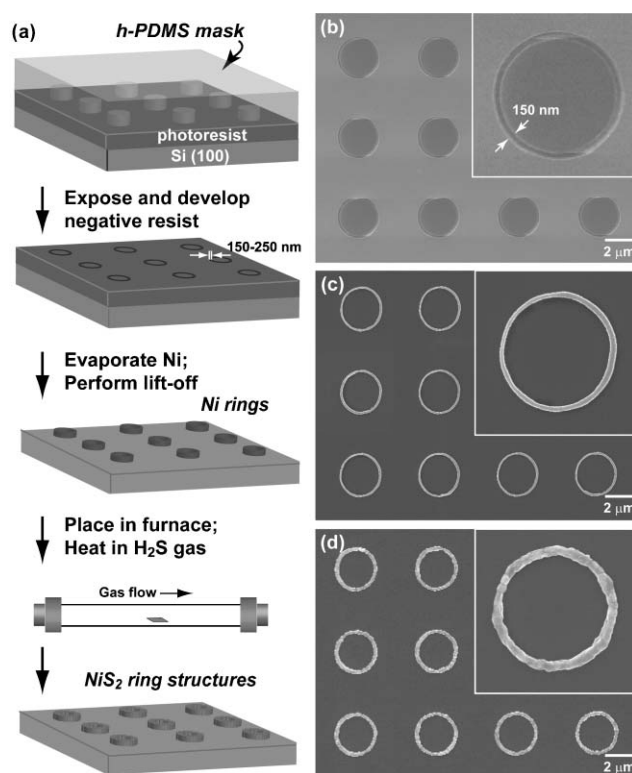 (a)
h-PDMS mask
photoresist
Si (100)
Expose and develop
negative resist
150-250 nm
Evaporate Ni;
Perform lift-off
Ni rings
Place in furnace;
Heat in H₂S gas
Gas flow
NiS₂ ring structures
(b)
150 nm
2 μm
(c)
2 μm
(d)
2 μm